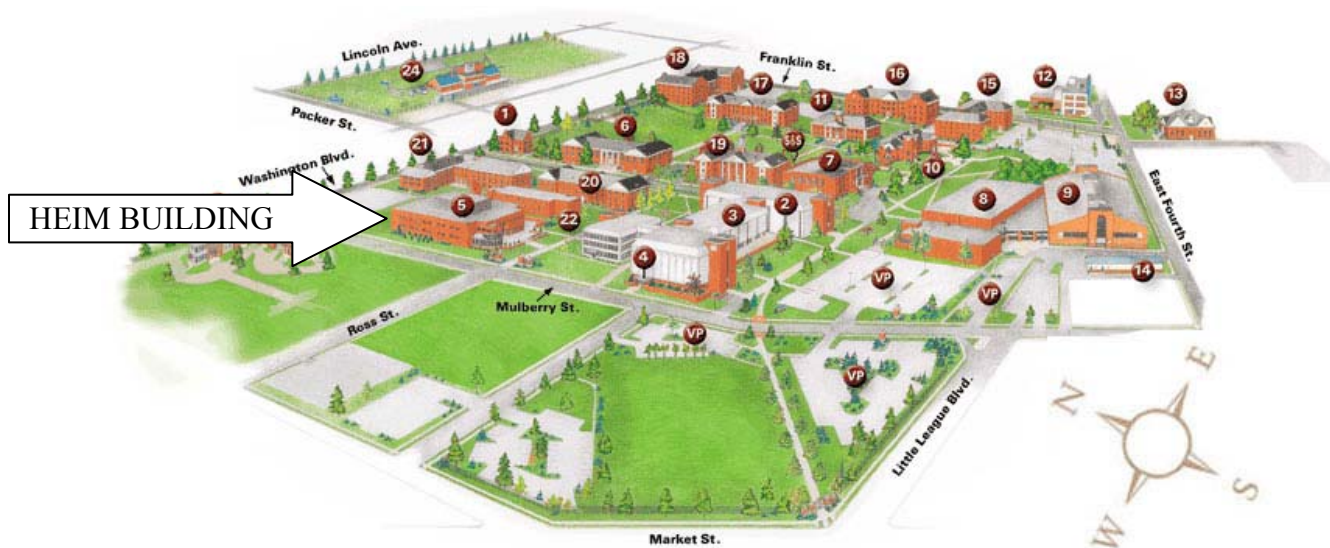 Lincoln Ave.
24
Packer St.
18
Franklin St.
17
16
11
15
12
13
1
6
21
Washington Blvd.
19
S&S
7
10
20
HEIM BUILDING
5
22
3
2
8
9
4
14
East Fourth St.
VP
VP
Mulberry St.
Ross St.
VP
VP
Little League Blvd.
N
E
S
W
Market St.